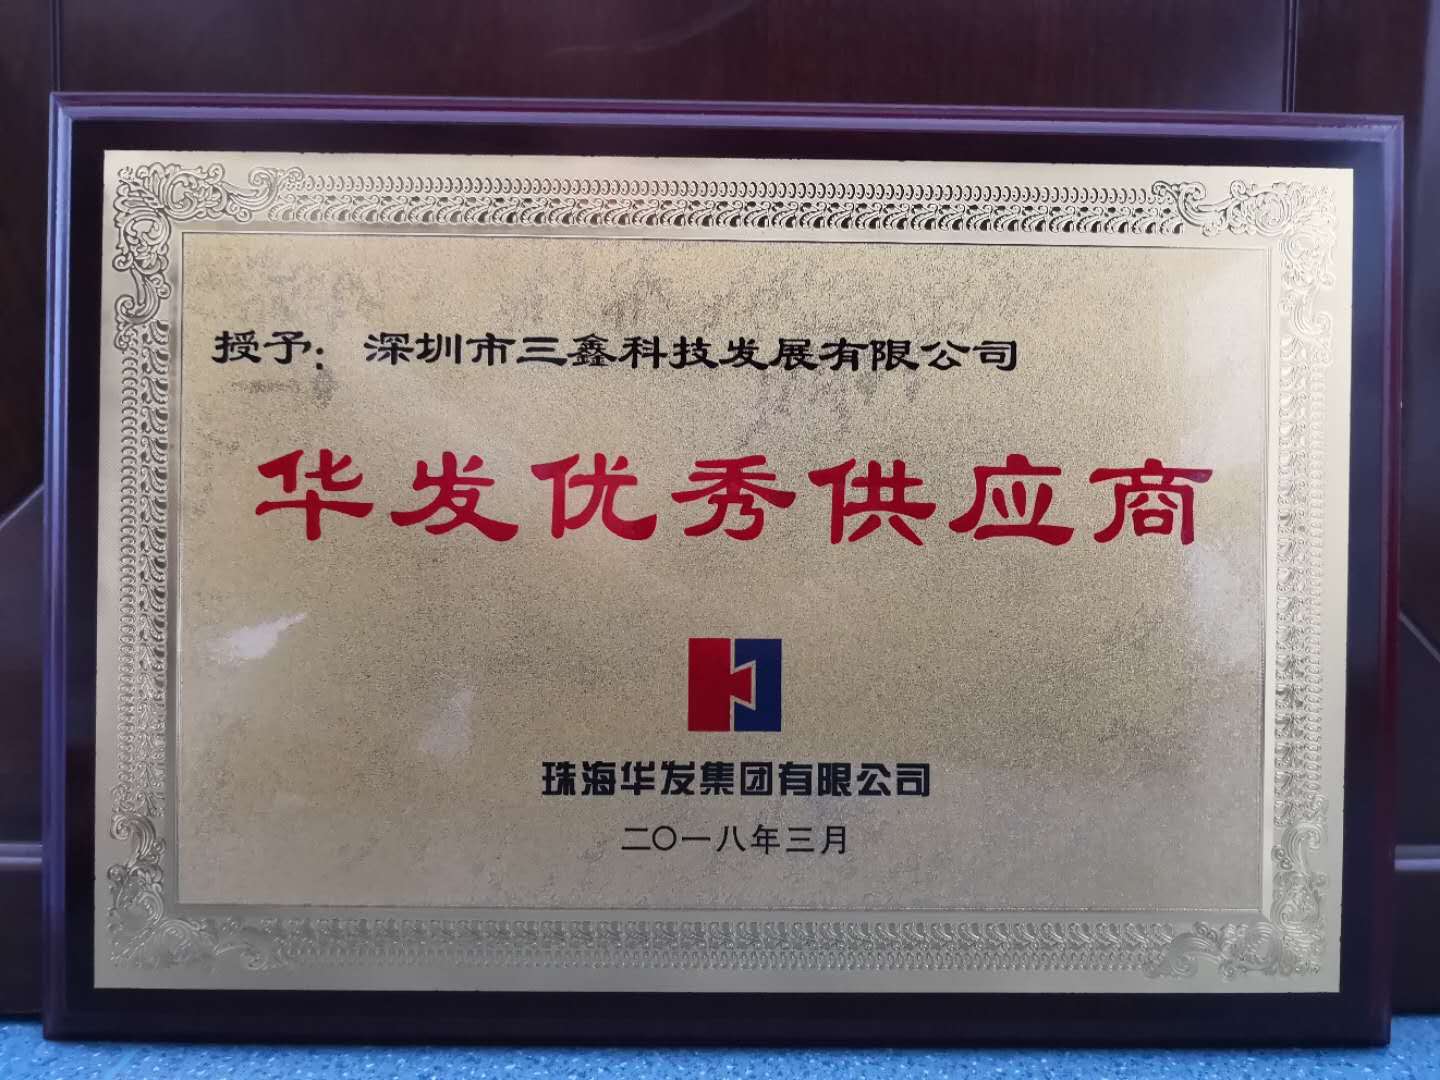 授予：深圳市三鑫科技发展有限公司
华发优秀供应商
珠海华发集团有限公司
二〇一八年三月